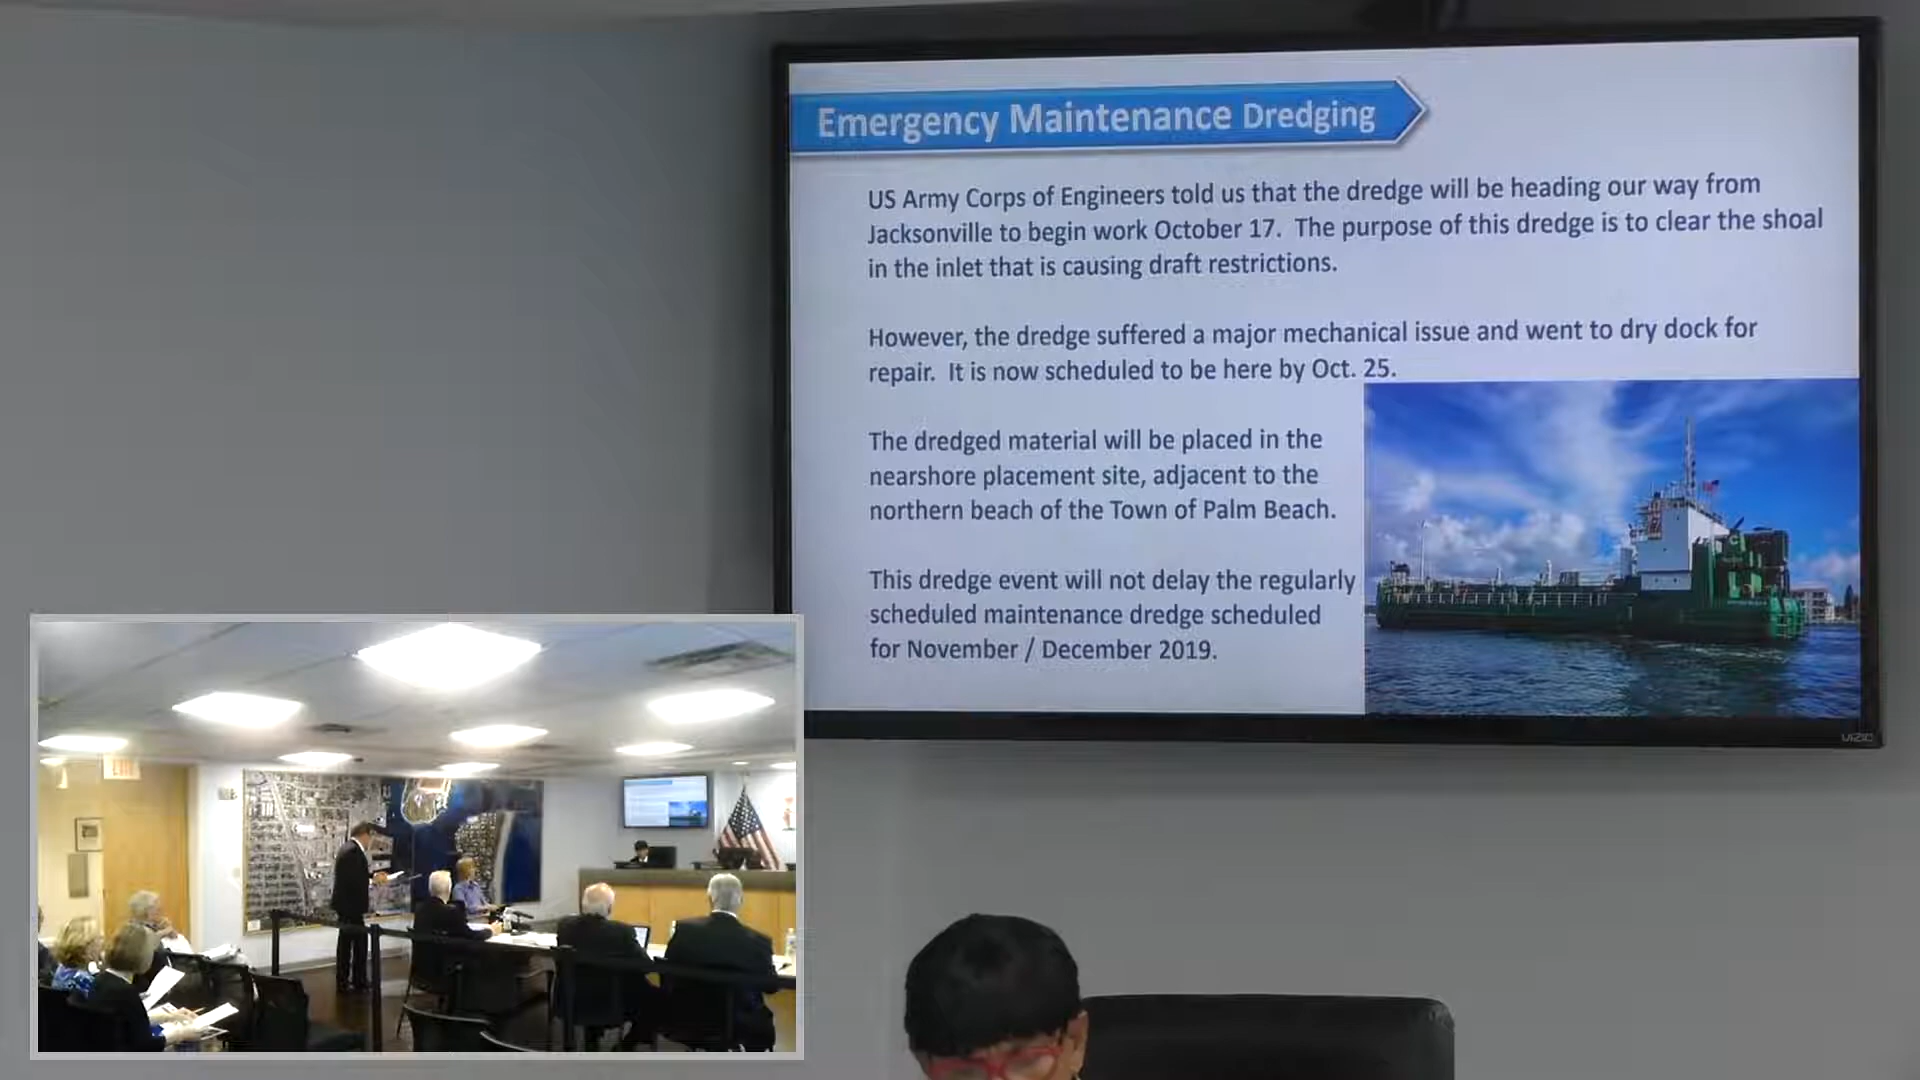 Emergency Maintenance Dredging
US Army Corps of Engineers told us that the dredge will be heading our way from
Jacksonville to begin work October 17. The purpose of this dredge is to clear the shoal
in the inlet that is causing draft restrictions.
However, the dredge suffered a major mechanical issue and went to dry dock for
repair. It is now scheduled to be here by Oct. 25.
The dredged material will be placed in the
nearshore placement site, adjacent to the
northern beach of the Town of Palm Beach.
This dredge event will not delay the regularly
scheduled maintenance dredge scheduled
for November / December 2019.
VIZIO
EXIT